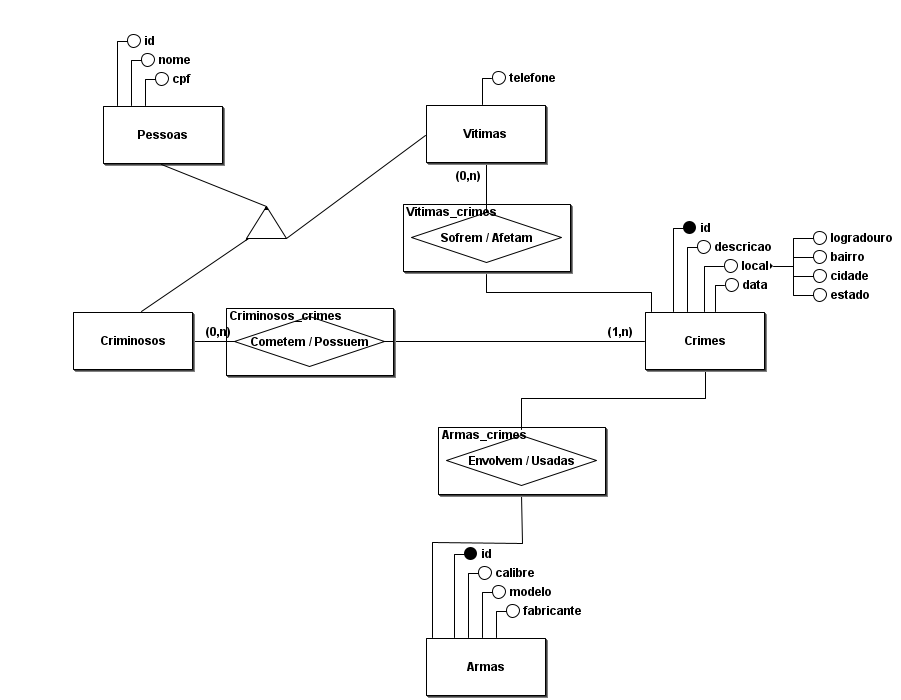 id
nome
cpf
Pessoas
telefone
Vitimas
(0,n)
Vitimas_crimes
Sofrem / Afetam
id
descricao
local
data
logradouro
bairro
cidade
estado
Criminosos
(0,n)
Criminosos_crimes
Cometem / Possuem
(1,n)
Crimes
Armas_crimes
Envolvem / Usadas
id
calibre
modelo
fabricante
Armas